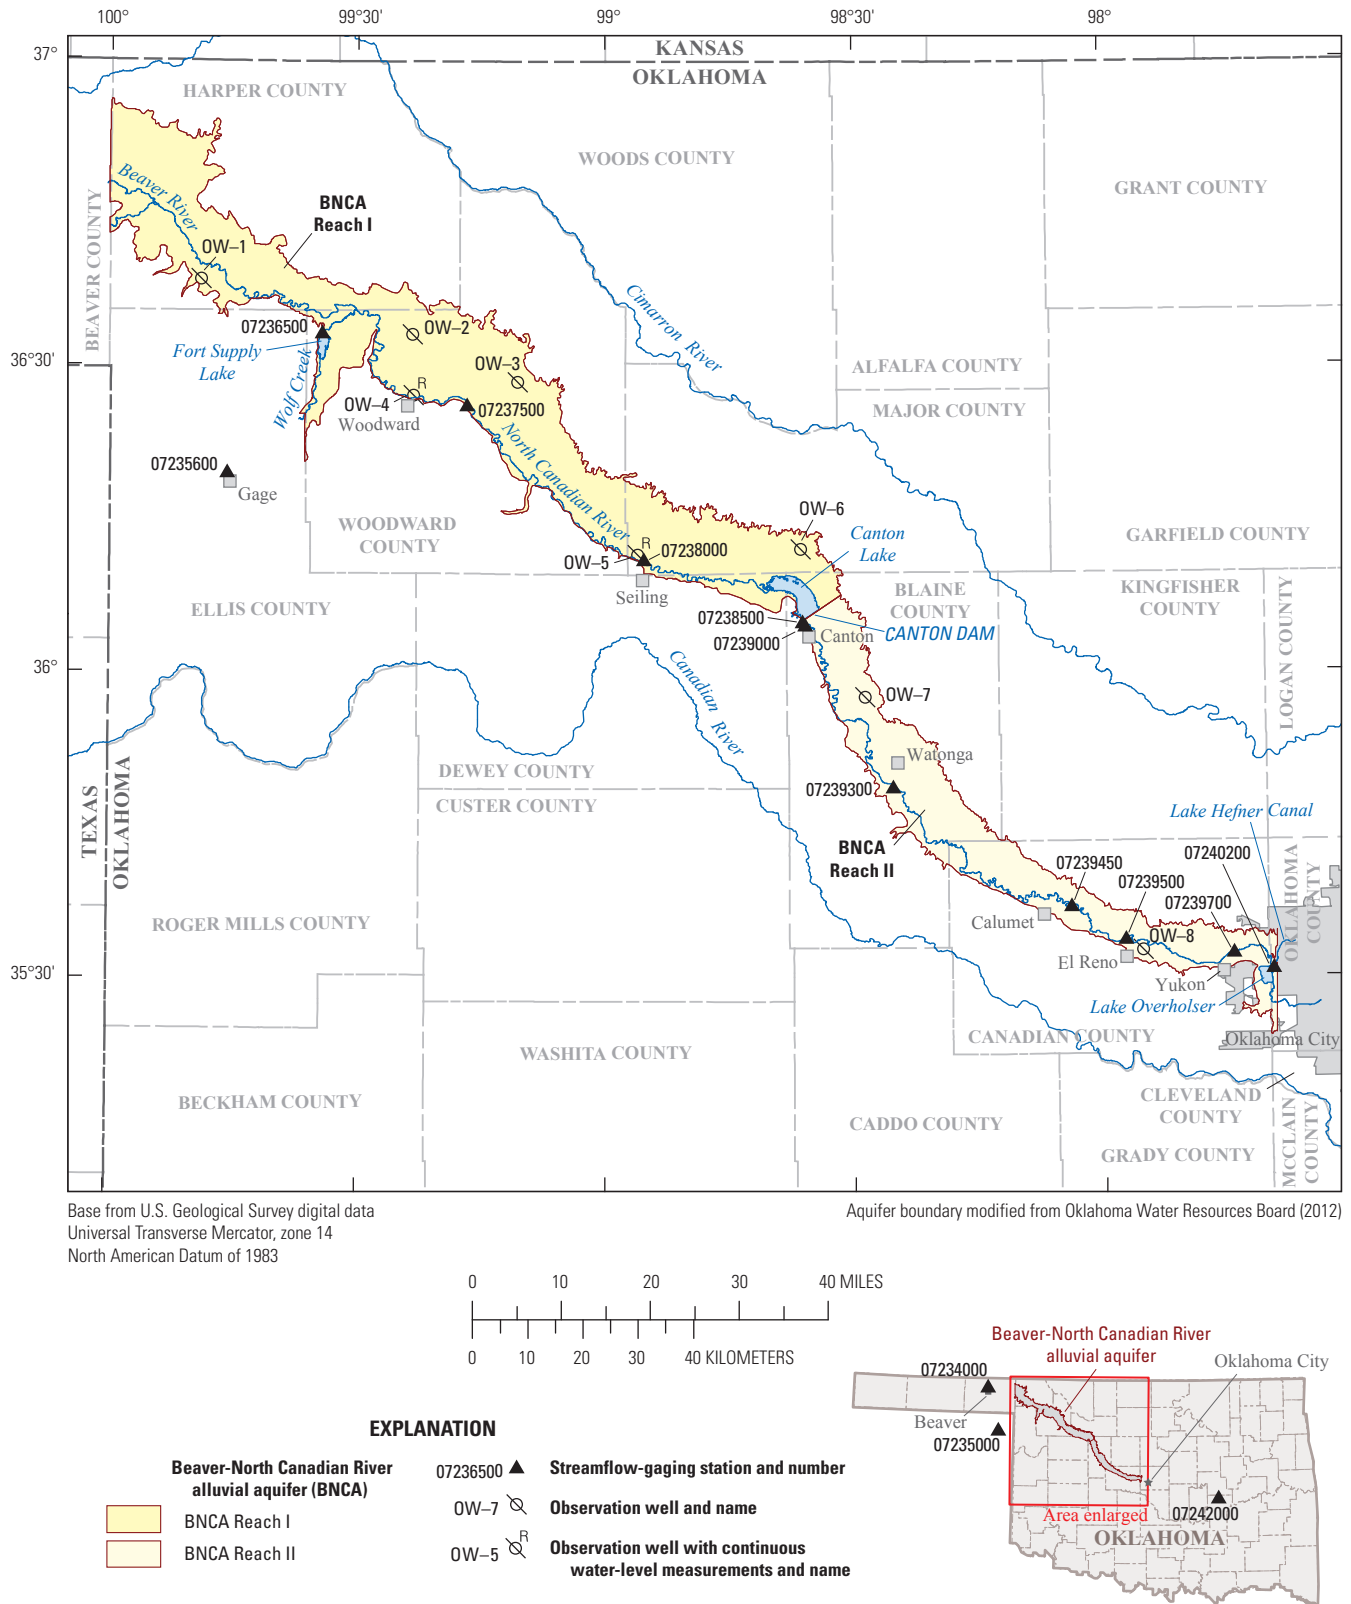 100°
99°30'
99°
98°30'
98°
37°
KANSAS
OKLAHOMA
HARPER COUNTY
WOODS COUNTY
GRANT COUNTY
Beaver River
BNCA
Reach I
BEAVER COUNTY
OW–1
Cimarron River
07236500
OW–2
Fort Supply
Lake
36°30'
OW–3
ALFALFA COUNTY
Wolf Creek
R
OW–4
Woodward
07237500
MAJOR COUNTY
North Canadian River
07235600
Gage
OW–6
WOODWARD
COUNTY
Canton
Lake
GARFIELD COUNTY
R
07238000
OW–5
Seiling
ELLIS COUNTY
BLAINE
COUNTY
KINGFISHER
COUNTY
LOGAN COUNTY
07238500
07239000
Canton
CANTON DAM
36°
Canadian River
OW–7
Watonga
DEWEY COUNTY
07239300
CUSTER COUNTY
TEXAS
OKLAHOMA
Lake Hefner Canal
BNCA
Reach II
07239450
07240200
07239500
07239700
OKLAHOMA
COUNTY
ROGER MILLS COUNTY
Calumet
OW–8
El Reno
35°30'
Yukon
Lake Overholser
CANADIAN COUNTY
Oklahoma City
WASHITA COUNTY
BECKHAM COUNTY
CLEVELAND
COUNTY
CADDO COUNTY
GRADY COUNTY
McCLAIN
COUNTY
Base from U.S. Geological Survey digital data
Universal Transverse Mercator, zone 14
North American Datum of 1983
Aquifer boundary modified from Oklahoma Water Resources Board (2012)
0 10 20 30 40 MILES
0 10 20 30 40 KILOMETERS
Beaver-North Canadian River
alluvial aquifer
Oklahoma City
07234000
Beaver
07235000
07242000
Area enlarged
OKLAHOMA
EXPLANATION
Beaver-North Canadian River
alluvial aquifer (BNCA)
BNCA Reach I
BNCA Reach II
07236500 Streamflow-gaging station and number
OW–7 Observation well and name
R
OW–5 Observation well with continuous
water-level measurements and name